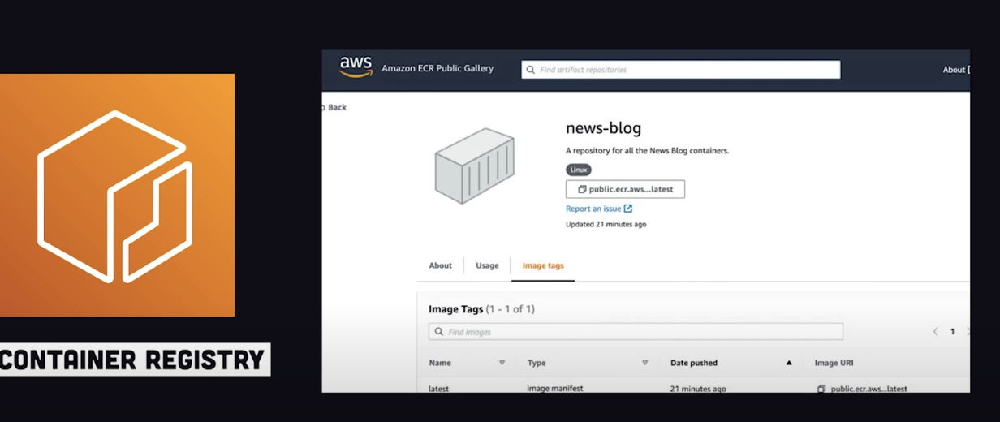 CONTAINER REGISTRY
aws
Amazon ECR Public Gallery
Find artifact repositories
About
Back
news-blog
A repository for all the News Blog containers.
Linux
public.ecr.aws...latest
Report an issue
Updated 21 minutes ago
About
Usage
Image tags
Image Tags (1 - 1 of 1)
Find images
1
Name
Type
Date pushed
Image URI
latest
image manifest
21 minutes ago
public.ecr.aws...latest